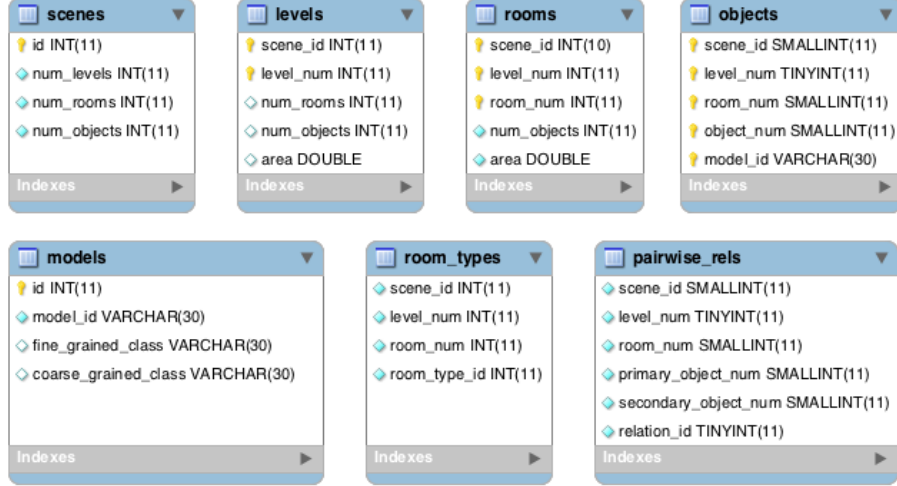 scenes
id INT(11)
num_levels INT(11)
num_rooms INT(11)
num_objects INT(11)
Indexes
levels
scene_id INT(11)
level_num INT(11)
num_rooms INT(11)
num_objects INT(11)
area DOUBLE
Indexes
rooms
scene_id INT(10)
level_num INT(11)
room_num INT(11)
num_objects INT(11)
area DOUBLE
Indexes
objects
scene_id SMALLINT(11)
level_num TINYINT(11)
room_num SMALLINT(11)
object_num SMALLINT(11)
model_id VARCHAR(30)
Indexes
models
id INT(11)
model_id VARCHAR(30)
fine_grained_class VARCHAR(30)
coarse_grained_class VARCHAR(30)
Indexes
room_types
scene_id INT(11)
level_num INT(11)
room_num INT(11)
room_type_id INT(11)
Indexes
pairwise_rels
scene_id SMALLINT(11)
level_num TINYINT(11)
room_num SMALLINT(11)
primary_object_num SMALLINT(11)
secondary_object_num SMALLINT(11)
relation_id TINYINT(11)
Indexes